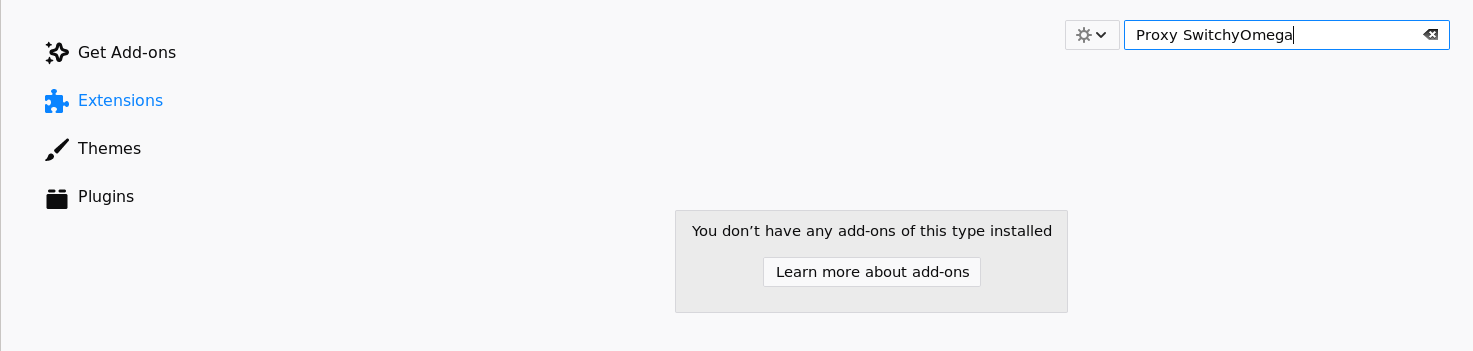 Get Add-ons
Extensions
Themes
Plugins
Proxy SwitchyOmega
You don’t have any add-ons of this type installed
Learn more about add-ons